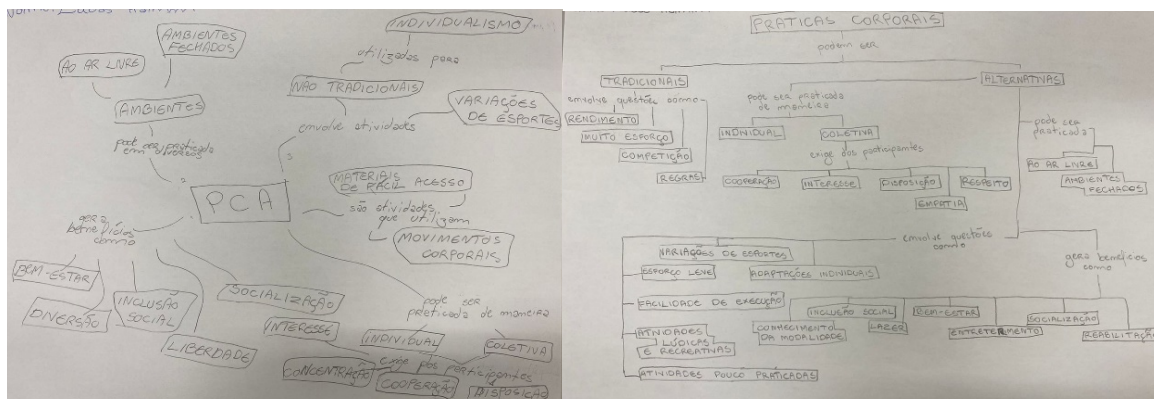 INDIVIDUALISMO
utilizadas para
NÃO TRADICIONAIS
envolve atividades
VARIAÇÕES
DE ESPORTES
AMBIENTES
FECHADOS
AO AR LIVRE
AMBIENTES
pode ser praticada
em diversos
PCA
MATERIAIS
DE FÁCIL ACESSO
são atividades
que utilizam
MOVIMENTOS
CORPORAIS
gera
benefícios
como
BEM-ESTAR
DIVERSÃO
INCLUSÃO
SOCIAL
LIBERDADE
SOCIALIZAÇÃO
INTERESSE
pode ser
praticada de maneira
INDIVIDUAL
COLETIVA
exige dos participantes
CONCENTRAÇÃO
COOPERAÇÃO
DISPOSIÇÃO
PRÁTICAS CORPORAIS
podem ser
TRADICIONAIS
envolve questões como
RENDIMENTO
MUITO ESFORÇO
COMPETIÇÃO
REGRAS
ALTERNATIVAS
pode ser praticada
de maneira
INDIVIDUAL
COLETIVA
exige dos participantes
COOPERAÇÃO
INTERESSE
DISPOSIÇÃO
EMPATIA
RESPEITO
pode ser
praticada
AO AR LIVRE
AMBIENTES
FECHADOS
envolve questões
como
VARIAÇÕES DE ESPORTES
ESFORÇO LEVE
ADAPTAÇÕES INDIVIDUAIS
FACILIDADE DE EXECUÇÃO
ATIVIDADES
LÚDICAS
E RECREATIVAS
ATIVIDADES POUCO PRATICADAS
CONHECIMENTO
DA MODALIDADE
gera benefícios
como
INCLUSÃO SOCIAL
LAZER
BEM-ESTAR
ENTRETERIMENTO
SOCIALIZAÇÃO
REABILITAÇÃO